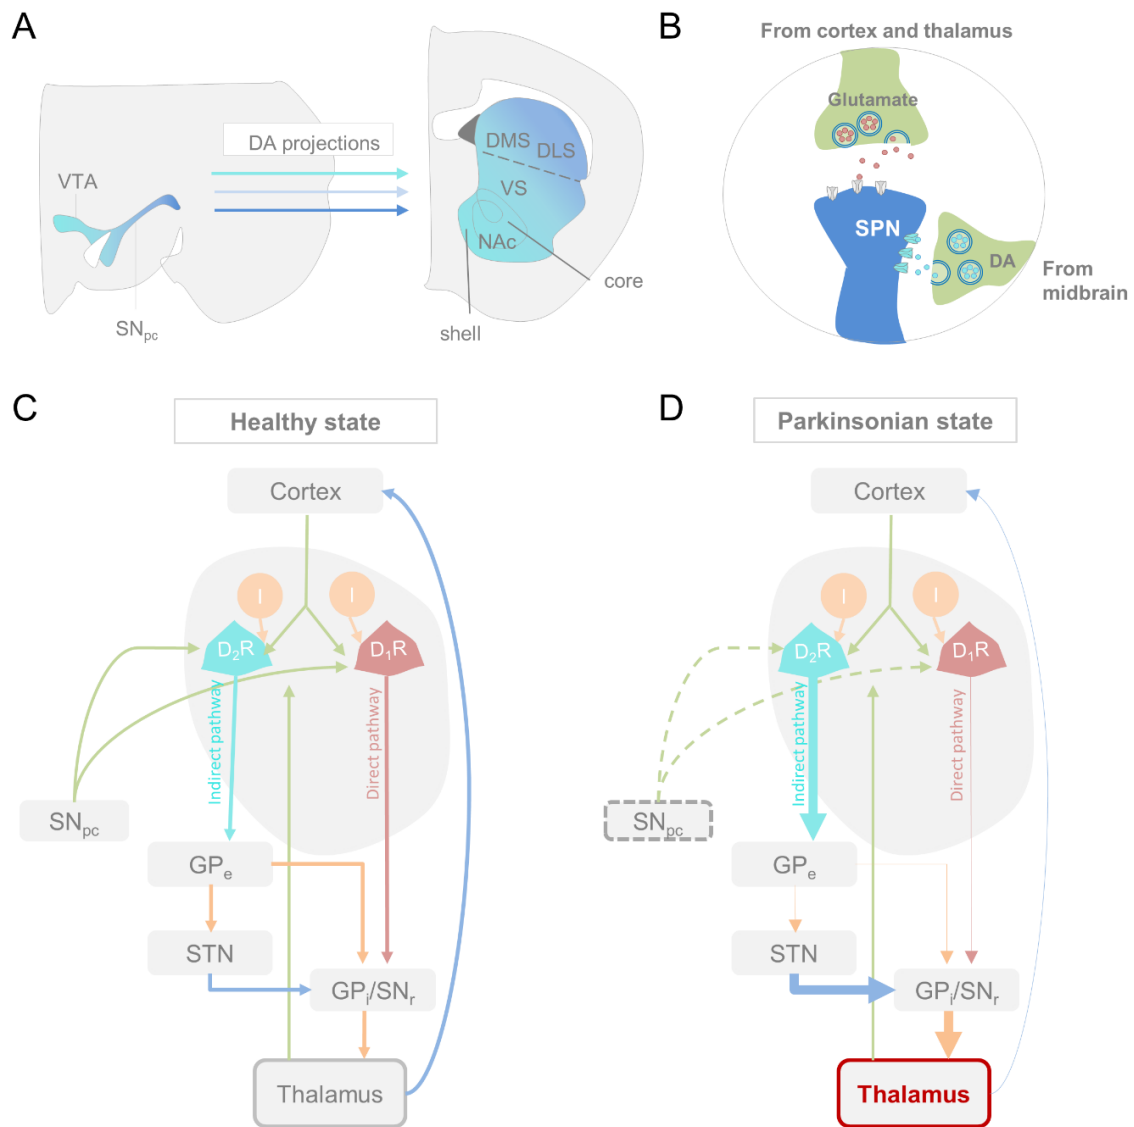 A
DA projections
VTA
SNpc
DMS
DLS
VS
NAc
core
shell
B
From cortex and thalamus
Glutamate
SPN
DA
From
midbrain
C
Healthy state
Cortex
I
I
D₂R
D₁R
Indirect pathway
Direct pathway
SNpc
GPe
STN
GPi/SNr
Thalamus
D
Parkinsonian state
Cortex
I
I
D₂R
D₁R
Indirect pathway
Direct pathway
SNpc
GPe
STN
GPi/SNr
Thalamus